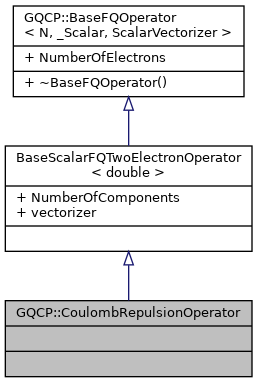 GQCP::BaseFQOperator
< N, _Scalar, ScalarVectorizer >
+ NumberOfElectrons
+ ~BaseFQOperator()
BaseScalarFQTwoElectronOperator
< double >
+ NumberOfComponents
+ vectorizer
GQCP::CoulombRepulsionOperator